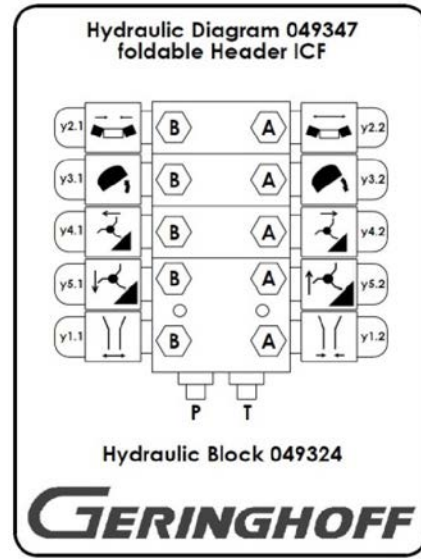 Hydraulic Diagram 049347
foldable Header ICF
y2.1 B A y2.2
y3.1 B A y3.2
y4.1 B A y4.2
y5.1 B A y5.2
y1.1 B A y1.2
P T
Hydraulic Block 049324
GERINGHOFF